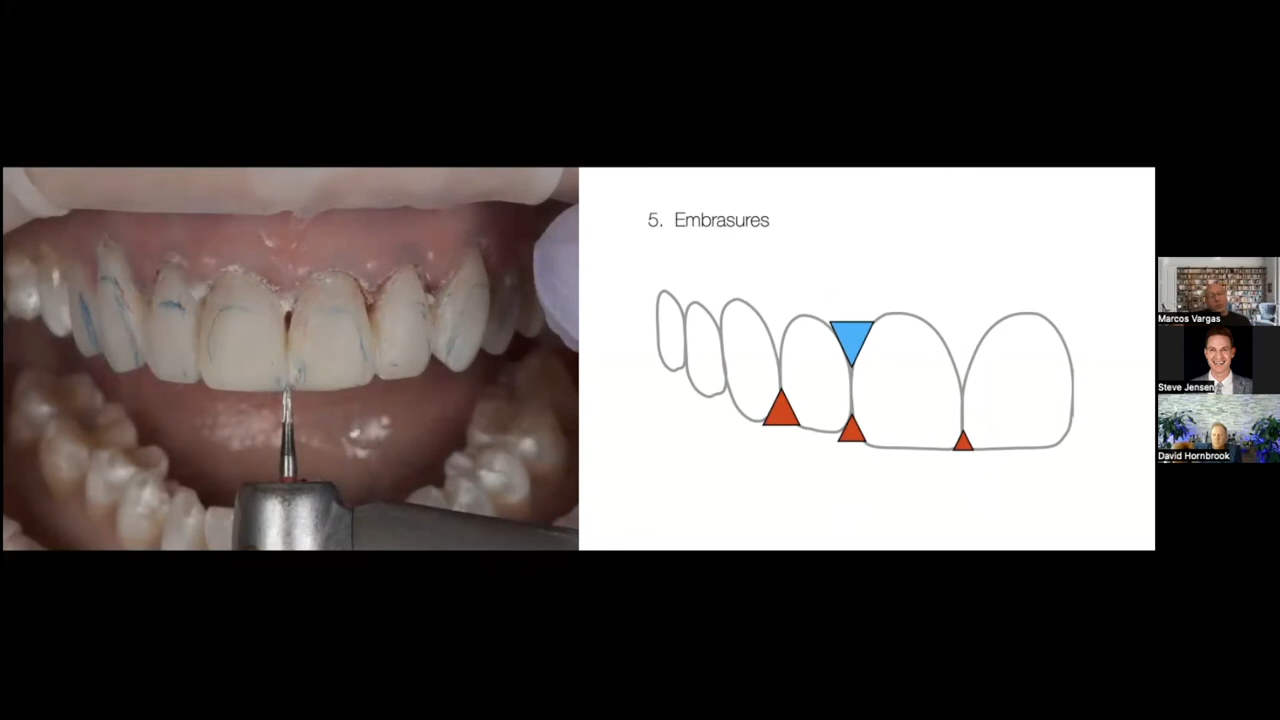 5. Embrasures
Marcos Vargas
Steve Jensen
David Hornbrook